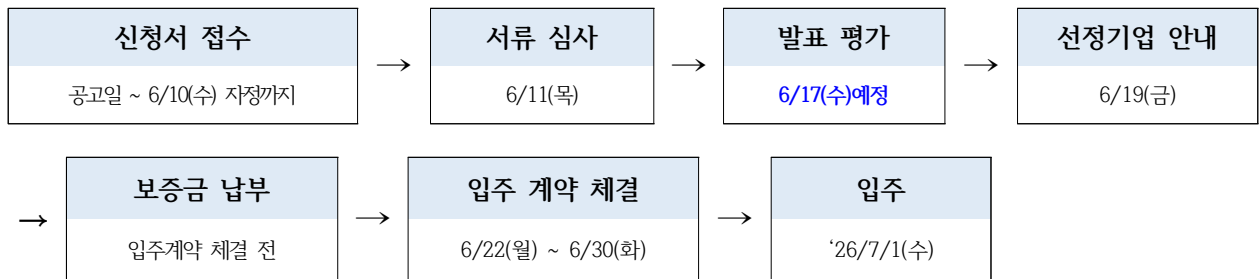 신청서 접수
공고일 ~ 6/10(수) 자정까지
→
서류 심사
6/11(목)
→
발표 평가
6/17(수)예정
→
선정기업 안내
6/19(금)
→
보증금 납부
입주계약 체결 전
→
입주 계약 체결
6/22(월) ~ 6/30(화)
→
입주
‘26/7/1(수)